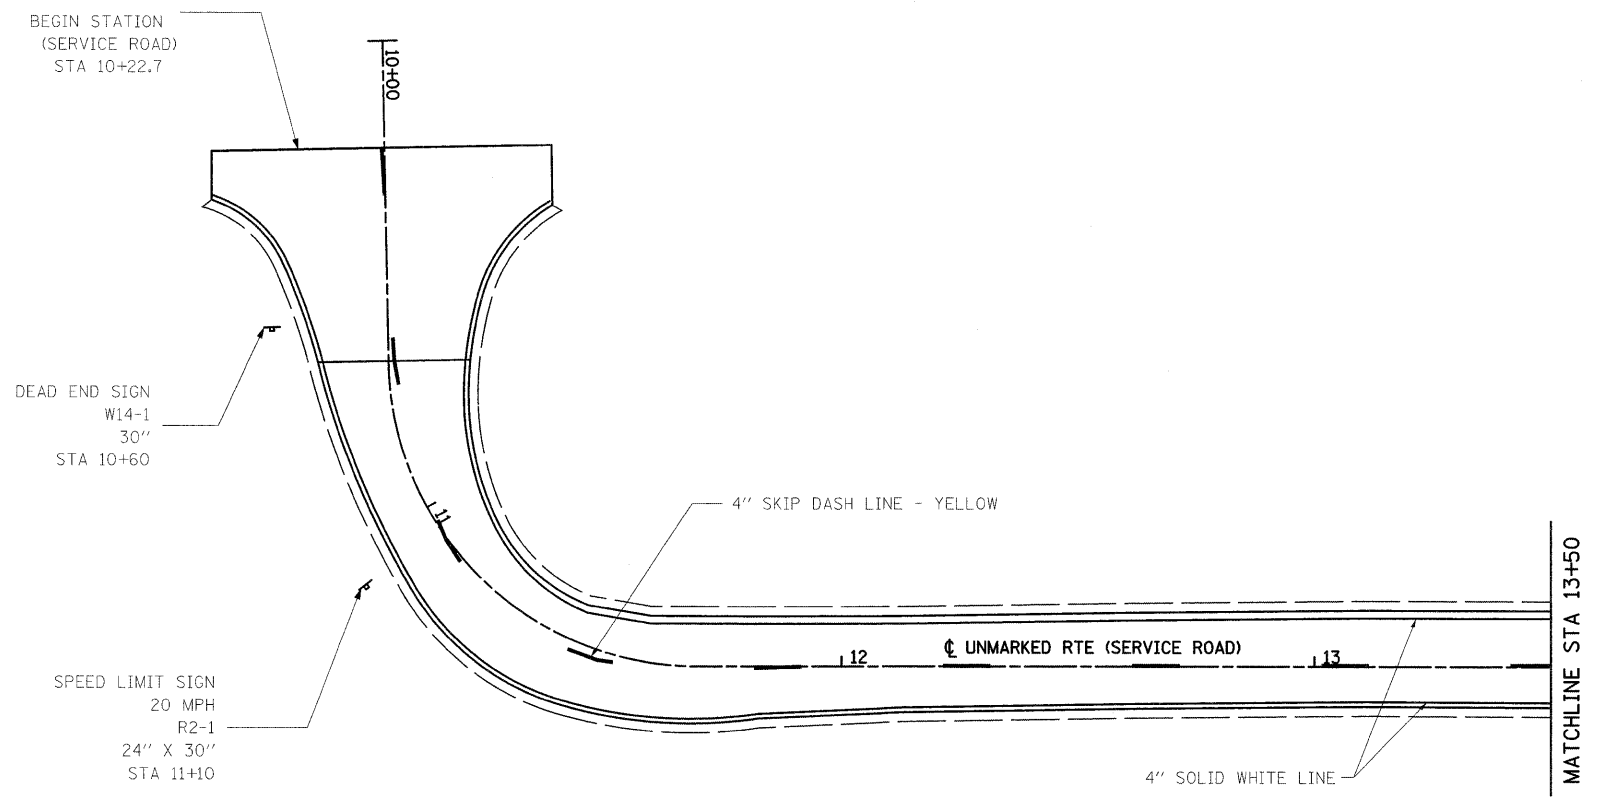 BEGIN STATION
(SERVICE ROAD)
STA 10+22.7
10+00
DEAD END SIGN
W14-1
30"
STA 10+60
11
4" SKIP DASH LINE - YELLOW
SPEED LIMIT SIGN
20 MPH
R2-1
24" X 30"
STA 11+10
12
℄ UNMARKED RTE (SERVICE ROAD)
13
4" SOLID WHITE LINE
MATCHLINE STA 13+50